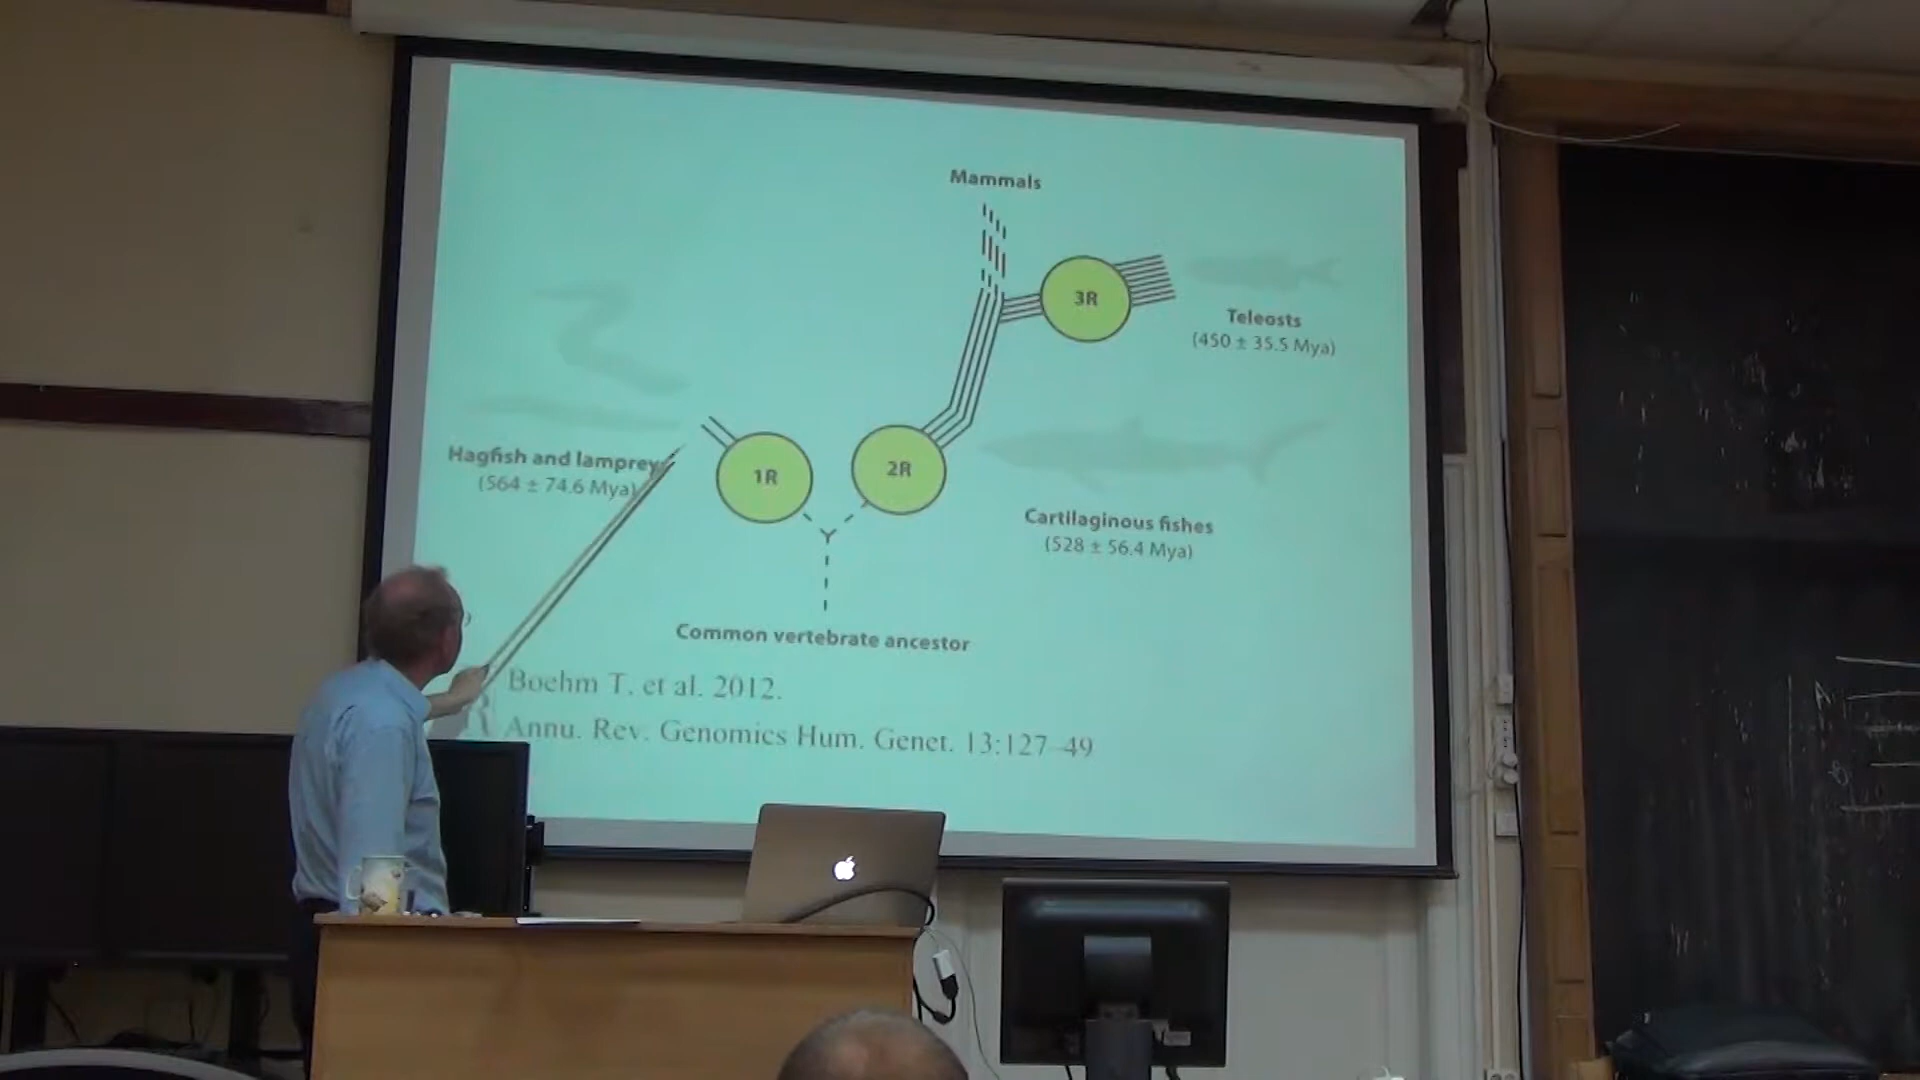 Mammals
3R
Teleosts
(450 ± 35.5 Mya)
Hagfish and lamprey
(564 ± 74.6 Mya)
1R
2R
Cartilaginous fishes
(528 ± 56.4 Mya)
Common vertebrate ancestor
Boehm T. et al. 2012.
Annu. Rev. Genomics Hum. Genet. 13:127–49